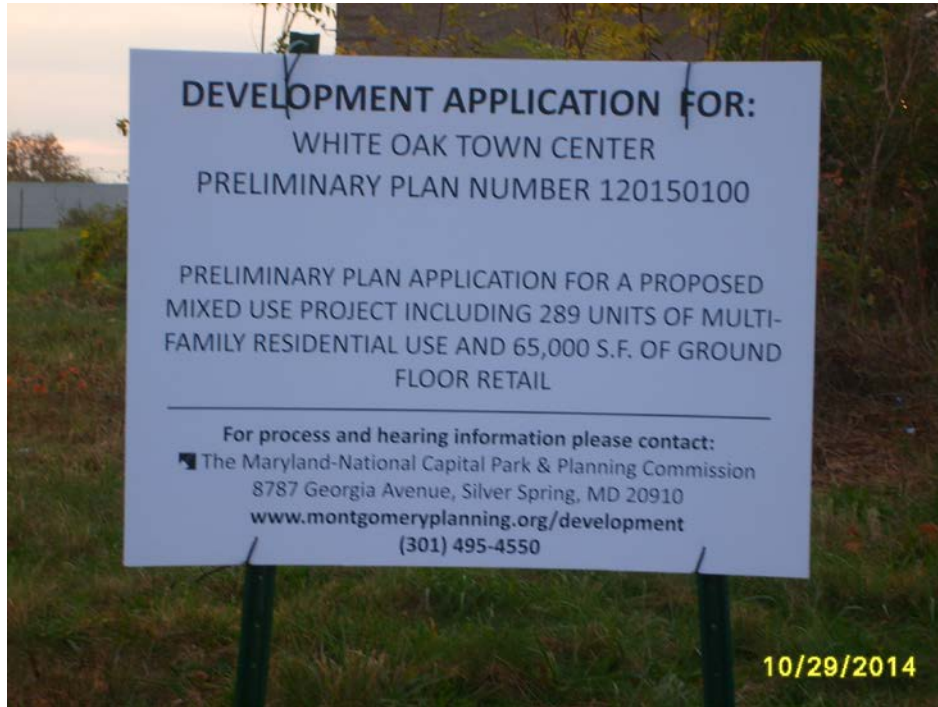 DEVELOPMENT APPLICATION FOR:
WHITE OAK TOWN CENTER
PRELIMINARY PLAN NUMBER 120150100
PRELIMINARY PLAN APPLICATION FOR A PROPOSED
MIXED USE PROJECT INCLUDING 289 UNITS OF MULTI-
FAMILY RESIDENTIAL USE AND 65,000 S.F. OF GROUND
FLOOR RETAIL
For process and hearing information please contact:
The Maryland-National Capital Park & Planning Commission
8787 Georgia Avenue, Silver Spring, MD 20910
www.montgomeryplanning.org/development
(301) 495-4550
10/29/2014